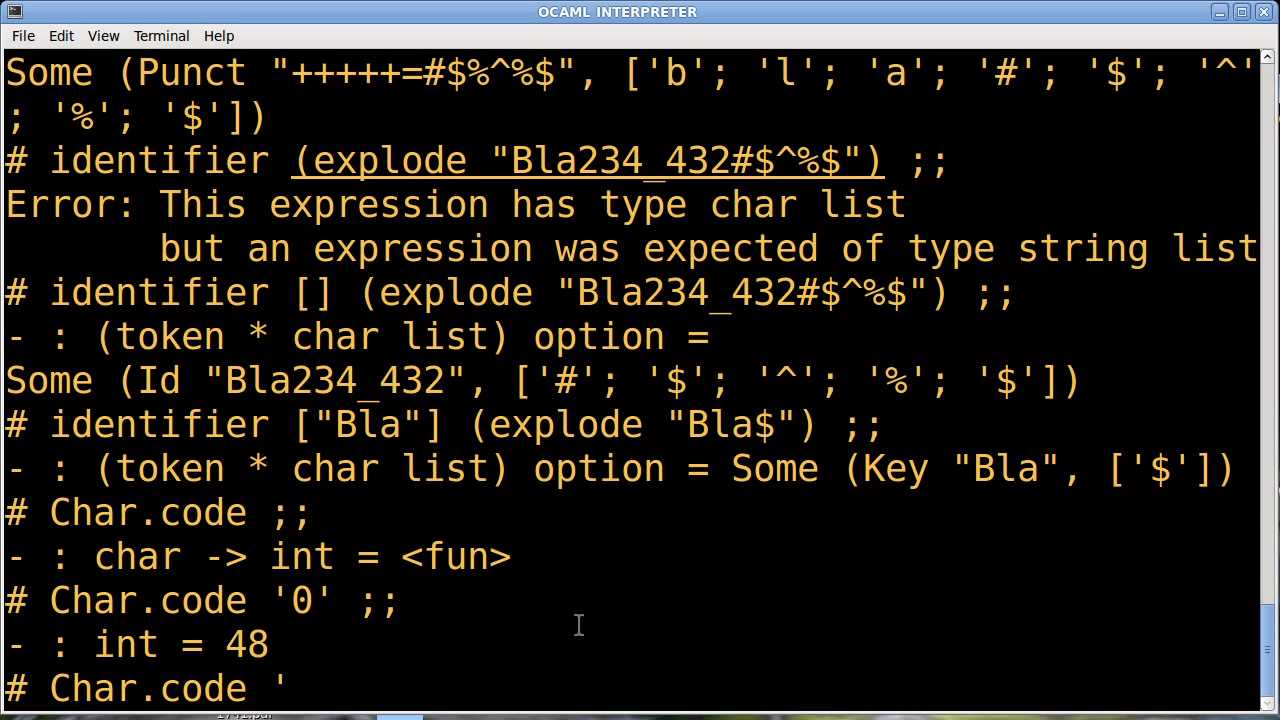 OCAML INTERPRETER
File Edit View Terminal Help
Some (Punct "+++++=#$%^%$", ['b'; 'l'; 'a'; '#'; '$'; '^'
; '%'; '$'])
# identifier (explode "Bla234_432#$^%$") ;;
Error: This expression has type char list
       but an expression was expected of type string list
# identifier [] (explode "Bla234_432#$^%$") ;;
- : (token * char list) option =
Some (Id "Bla234_432", ['#'; '$'; '^'; '%'; '$'])
# identifier ["Bla"] (explode "Bla$") ;;
- : (token * char list) option = Some (Key "Bla", ['$'])
# Char.code ;;
- : char -> int = <fun>
# Char.code '0' ;;
- : int = 48
# Char.code '